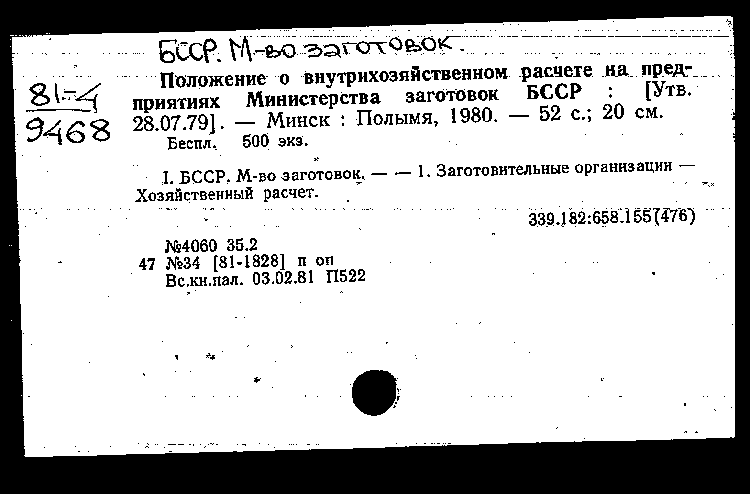 БССР. М-во заготовок.
81-4
9468
Положение о внутрихозяйственном расчете на пред-
приятиях Министерства заготовок БССР : [Утв.
28.07.79]. — Минск : Полымя, 1980. — 52 с.; 20 см.
Беспл. 500 экз.
I. БССР. М-во заготовок. — — 1. Заготовительные организации —
Хозяйственный расчет.
339.182:658.155(476)
№4060 35.2
47 №34 [81-1828] п оп
Вс.кн.пал. 03.02.81 П522